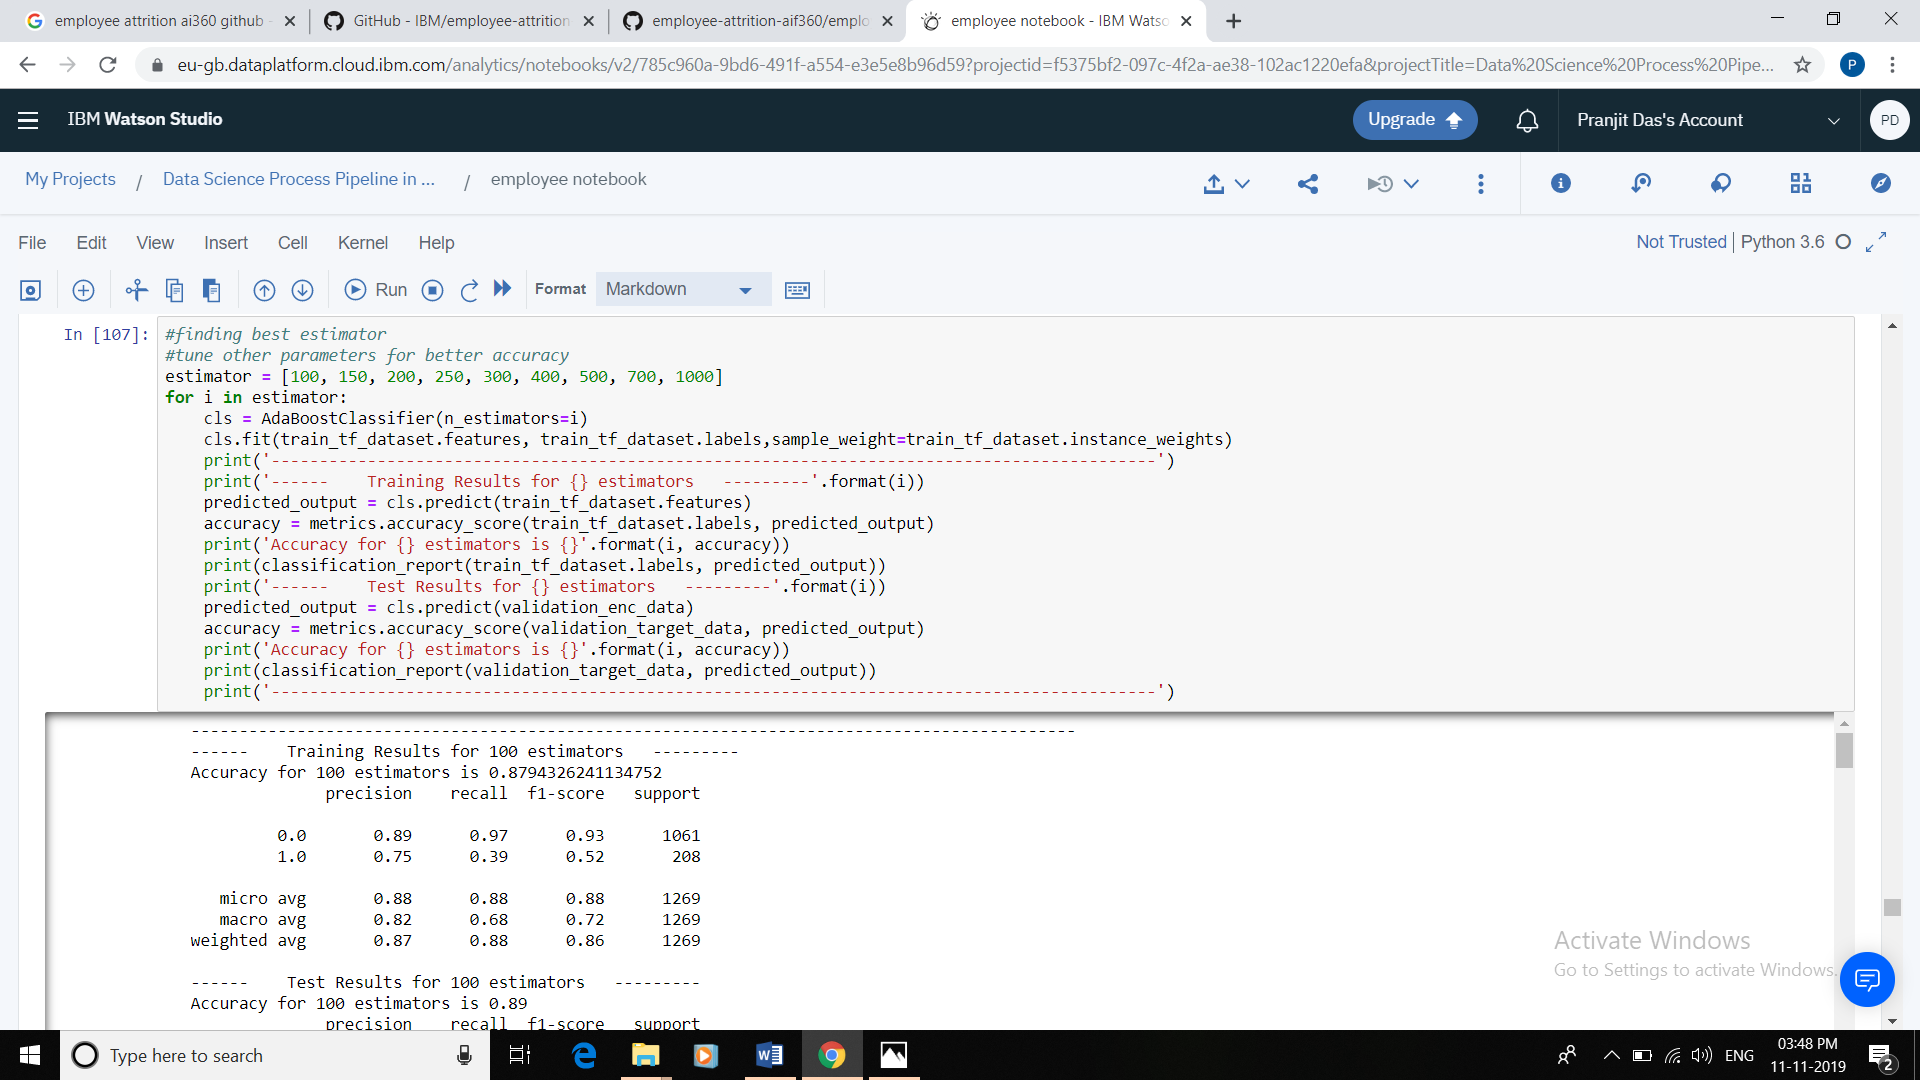 employee attrition ai360 github -
GitHub - IBM/employee-attrition
employee-attrition-aif360/emplo
employee notebook - IBM Watso
eu-gb.dataplatform.cloud.ibm.com/analytics/notebooks/v2/785c960a-9bd6-491f-a554-e3e5e8b96d59?projectid=f5375bf2-097c-4f2a-ae38-102ac1220efa&projectTitle=Data%20Science%20Process%20Pipe...
P
IBM Watson Studio
Upgrade
Pranjit Das's Account
PD
My Projects / Data Science Process Pipeline in ... / employee notebook
File Edit View Insert Cell Kernel Help
Not Trusted | Python 3.6
Run
Format
Markdown
In [107]: #finding best estimator
#tune other parameters for better accuracy
estimator = [100, 150, 200, 250, 300, 400, 500, 700, 1000]
for i in estimator:
    cls = AdaBoostClassifier(n_estimators=i)
    cls.fit(train_tf_dataset.features, train_tf_dataset.labels,sample_weight=train_tf_dataset.instance_weights)
    print('--------------------------------------------------------------------------------------------')
    print('------    Training Results for {} estimators   ---------'.format(i))
    predicted_output = cls.predict(train_tf_dataset.features)
    accuracy = metrics.accuracy_score(train_tf_dataset.labels, predicted_output)
    print('Accuracy for {} estimators is {}'.format(i, accuracy))
    print(classification_report(train_tf_dataset.labels, predicted_output))
    print('------    Test Results for {} estimators   ---------'.format(i))
    predicted_output = cls.predict(validation_enc_data)
    accuracy = metrics.accuracy_score(validation_target_data, predicted_output)
    print('Accuracy for {} estimators is {}'.format(i, accuracy))
    print(classification_report(validation_target_data, predicted_output))
    print('--------------------------------------------------------------------------------------------')
--------------------------------------------------------------------------------------------
------    Training Results for 100 estimators   ---------
Accuracy for 100 estimators is 0.8794326241134752
              precision    recall  f1-score   support
         0.0       0.89      0.97      0.93      1061
         1.0       0.75      0.39      0.52       208
   micro avg       0.88      0.88      0.88      1269
   macro avg       0.82      0.68      0.72      1269
weighted avg       0.87      0.88      0.86      1269
------    Test Results for 100 estimators   ---------
Accuracy for 100 estimators is 0.89
              precision    recall  f1-score   support
Activate Windows
Go to Settings to activate Windows.
Type here to search
ENG
03:48 PM
11-11-2019
2